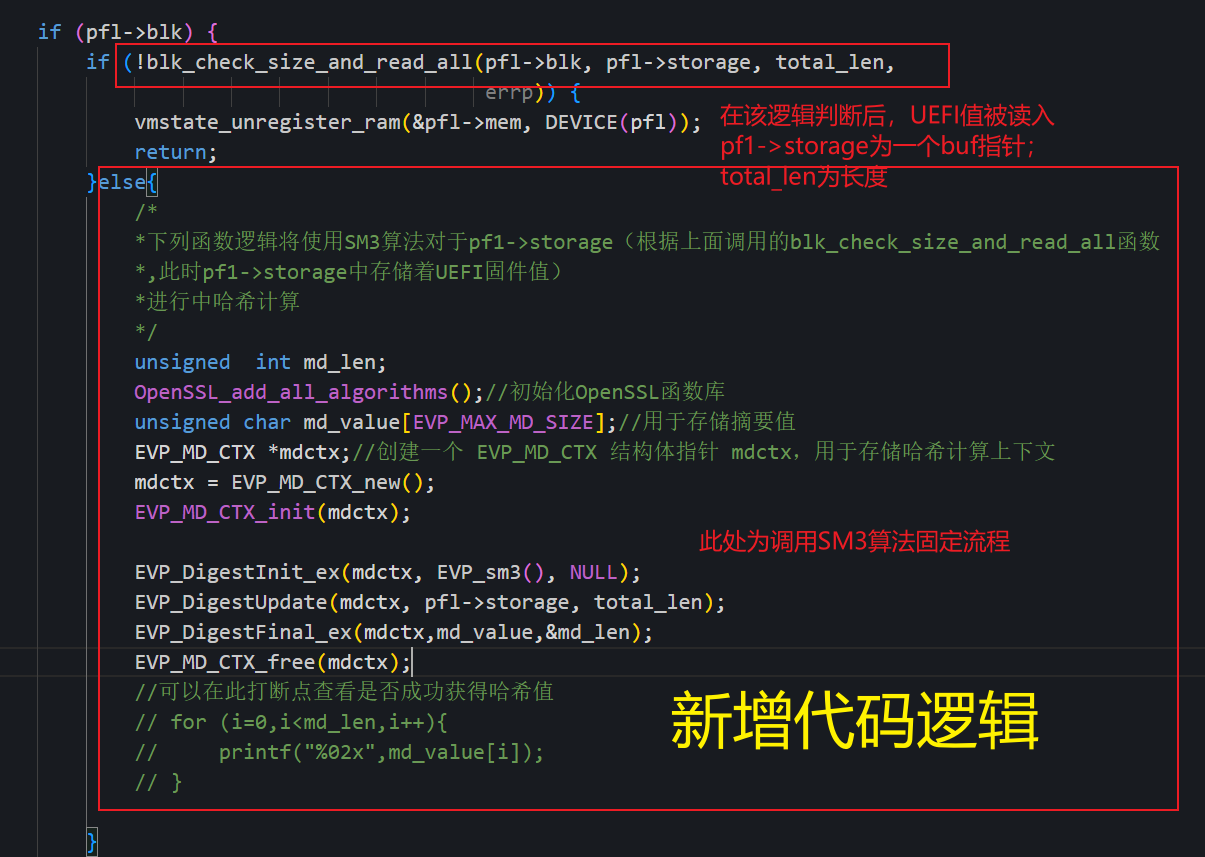 if (pfl->blk) {
if (!blk_check_size_and_read_all(pfl->blk, pfl->storage, total_len,
errp)) {
vmstate_unregister_ram(&pfl->mem, DEVICE(pfl));
return;
在该逻辑判断后，UEFI值被读入
pf1->storage为一个buf指针；
total_len为长度
}else{
/*
*下列函数逻辑将使用SM3算法对于pf1->storage（根据上面调用的blk_check_size_and_read_all函数
*,此时pf1->storage中存储着UEFI固件值）
*进行中哈希计算
*/
unsigned  int md_len;
OpenSSL_add_all_algorithms();//初始化OpenSSL函数库
unsigned char md_value[EVP_MAX_MD_SIZE];//用于存储摘要值
EVP_MD_CTX *mdctx;//创建一个 EVP_MD_CTX 结构体指针 mdctx，用于存储哈希计算上下文
mdctx = EVP_MD_CTX_new();
EVP_MD_CTX_init(mdctx);
此处为调用SM3算法固定流程
EVP_DigestInit_ex(mdctx, EVP_sm3(), NULL);
EVP_DigestUpdate(mdctx, pfl->storage, total_len);
EVP_DigestFinal_ex(mdctx,md_value,&md_len);
EVP_MD_CTX_free(mdctx);
//可以在此打断点查看是否成功获得哈希值
// for (i=0,i<md_len,i++){
//     printf("%02x",md_value[i]);
// }
新增代码逻辑
}